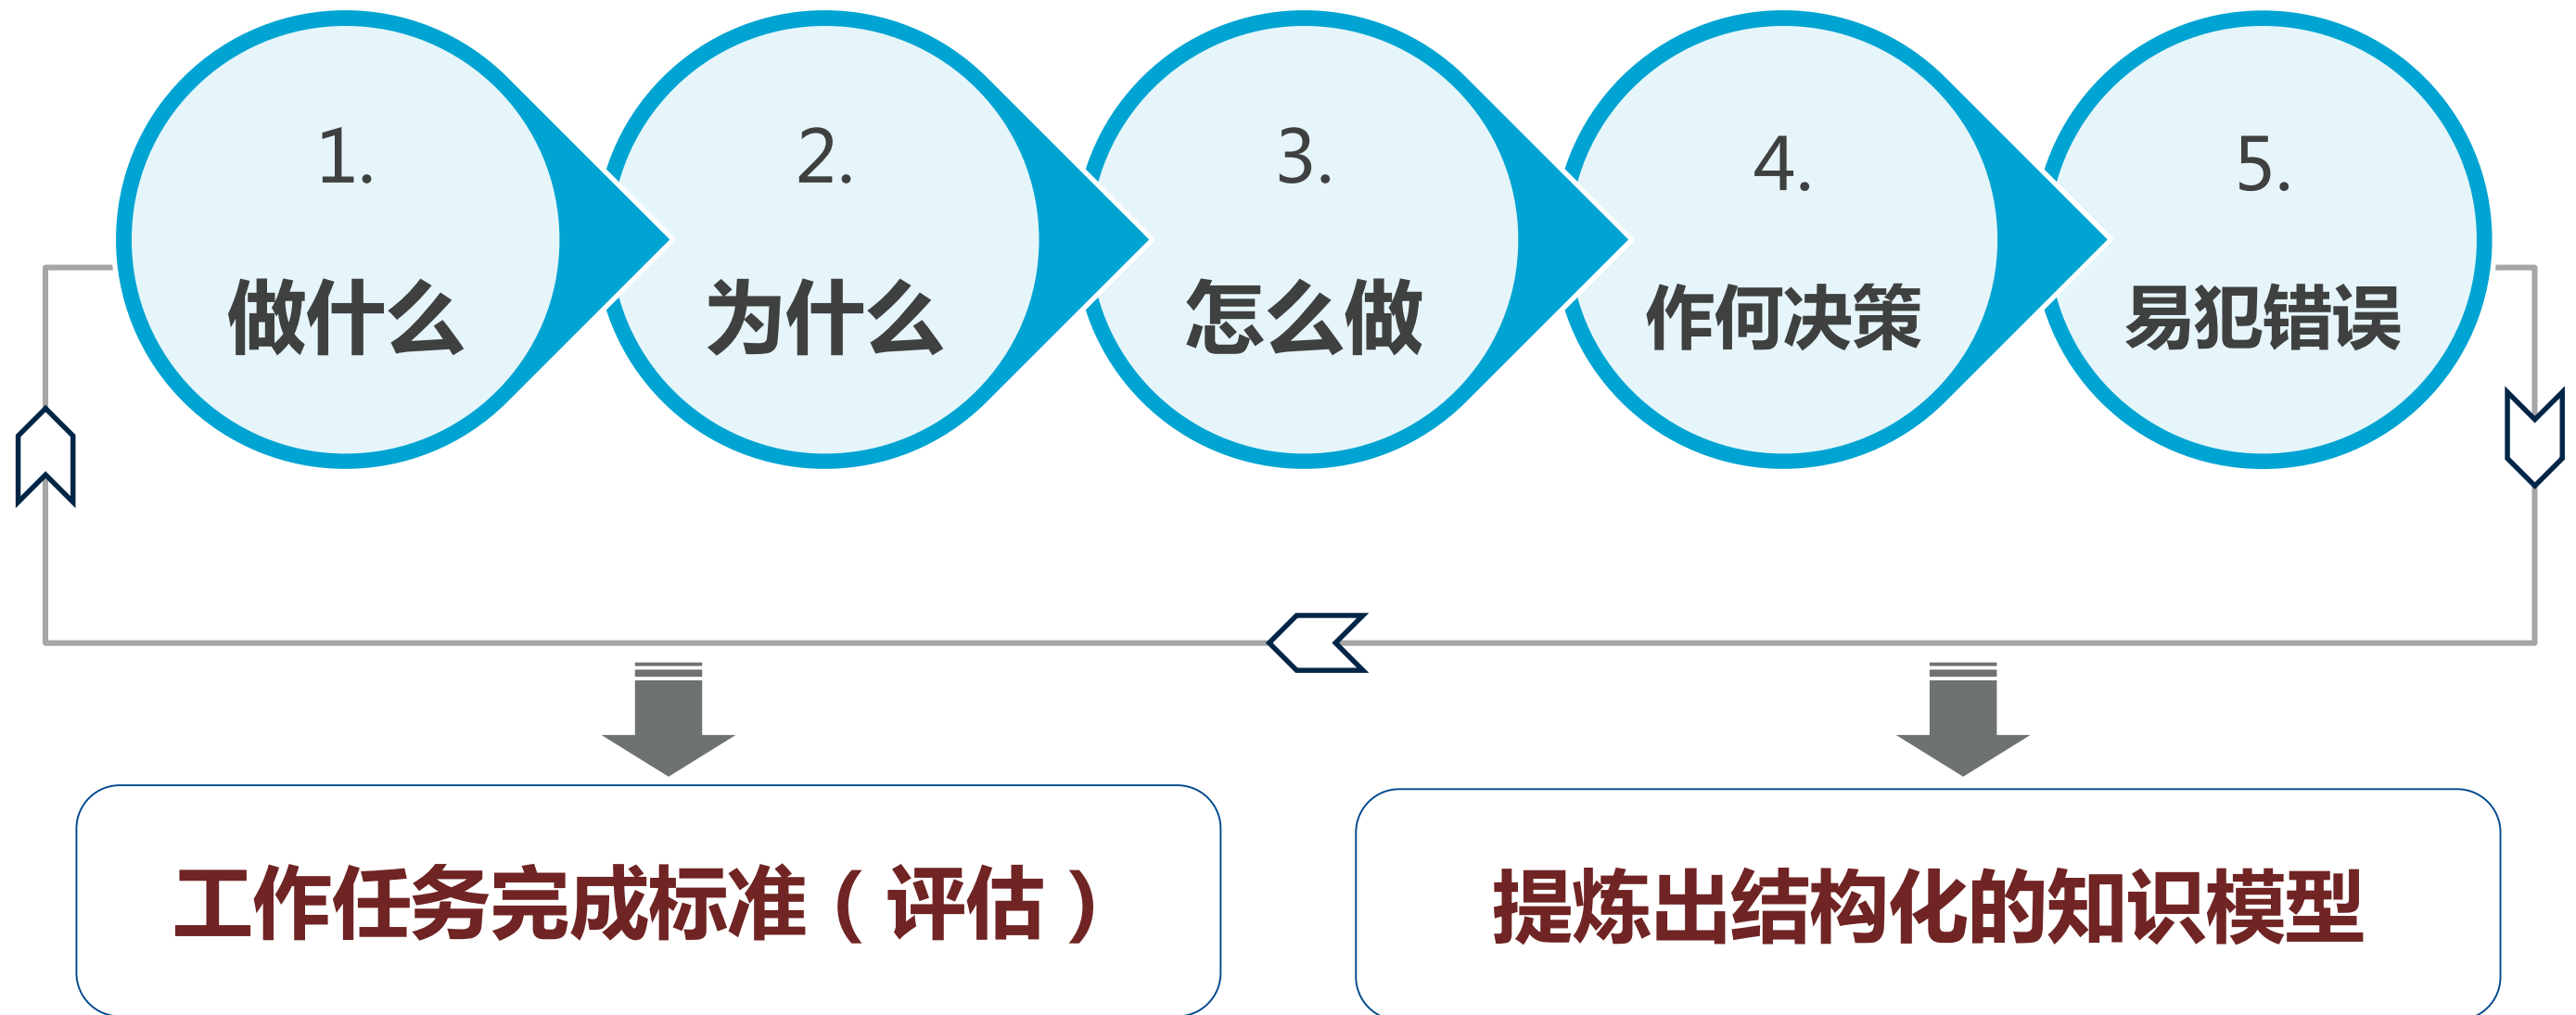 1.
做什么
2.
为什么
3.
怎么做
4.
作何决策
5.
易犯错误
工作任务完成标准（评估）
提炼出结构化的知识模型